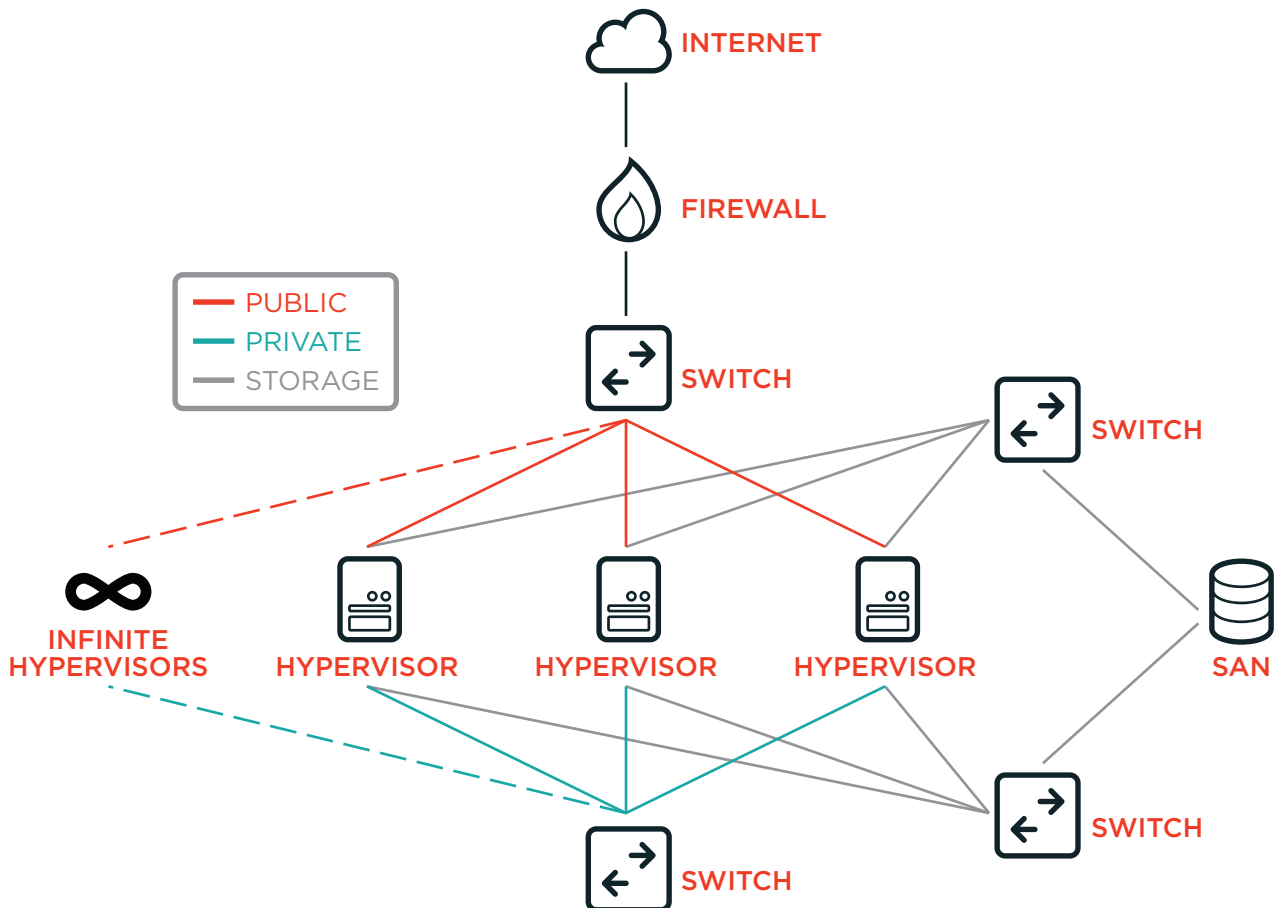 INTERNET
FIREWALL
PUBLIC
PRIVATE
STORAGE
SWITCH
SWITCH
INFINITE
HYPERVISORS
HYPERVISOR
HYPERVISOR
HYPERVISOR
SAN
SWITCH
SWITCH